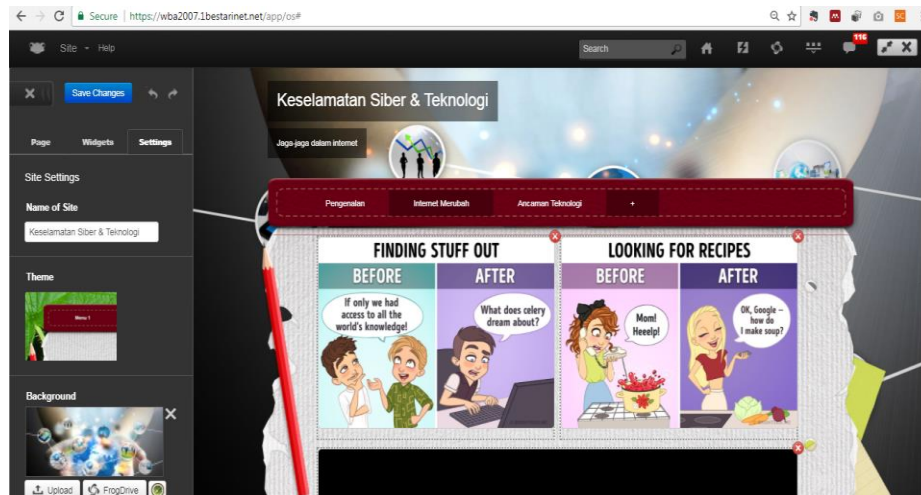 Secure | https://wba2007.1bestarinet.net/app/os#
Site Help
Search
116
X
Save Changes
Page Widgets Settings
Site Settings
Name of Site
Keselamatan Siber & Teknologi
Theme
Menu 1
Background
Upload FrogDrive
Keselamatan Siber & Teknologi
Jaga-jaga dalam internet
Pengenalan Internet Merubah Ancaman Teknologi +
FINDING STUFF OUT
BEFORE AFTER
If only we had
access to all the
world's knowledge!
What does celery
dream about?
LOOKING FOR RECIPES
BEFORE AFTER
Mom!
Heeelp!
OK, Google –
how do
I make soup?